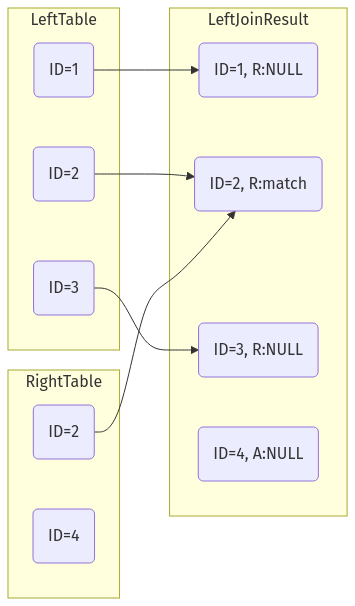 LeftTable
ID=1
ID=2
ID=3
RightTable
ID=2
ID=4
LeftJoinResult
ID=1, R:NULL
ID=2, R:match
ID=3, R:NULL
ID=4, A:NULL